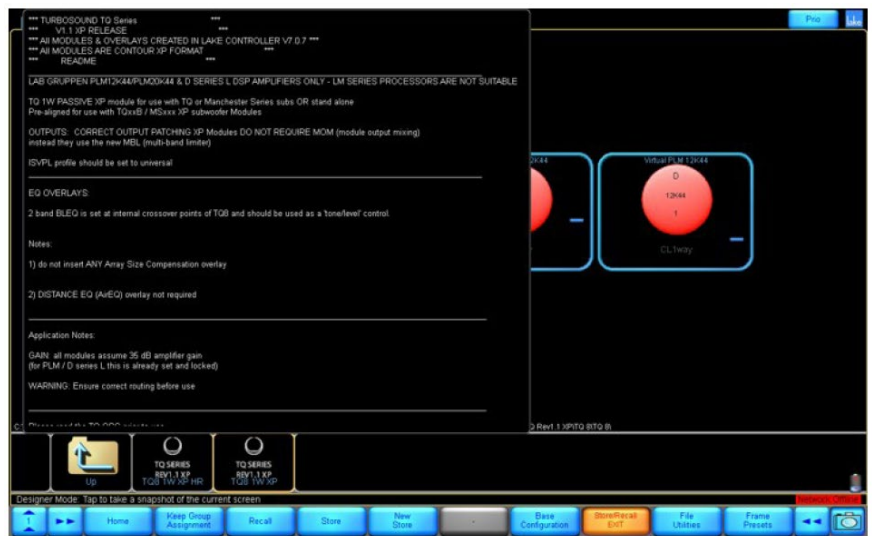 *** TURBOSOUND TQ Series ***
*** V1.1 XP RELEASE ***
*** All MODULES & OVERLAYS CREATED IN LAKE CONTROLLER V7.0.7 ***
*** All MODULES ARE CONTOUR XP FORMAT ***
*** README ***
LAB GRUPPEN PLM12K44/PLM20K44 & D SERIES L DSP AMPLIFIERS ONLY - LM SERIES PROCESSORS ARE NOT SUITABLE
TQ 1W PASSIVE XP module for use with TQ or Manchester Series subs OR stand alone
Pre-aligned for use with TQxxB / MSxxx XP subwoofer Modules
OUTPUTS: CORRECT OUTPUT PATCHING XP Modules DO NOT REQUIRE MOM (module output mixing)
instead they use the new MBL (multi-band limiter)
ISVPL profile should be set to universal
EQ OVERLAYS:
2 band BLEQ is set at internal crossover points of TQ8 and should be used as a 'tone/level' control.
Notes:
1) do not insert ANY Array Size Compensation overlay
2) DISTANCE EQ (AirEQ) overlay not required
Application Notes:
GAIN: all modules assume 35 dB amplifier gain
(for PLM / D series L this is already set and locked)
WARNING: Ensure correct routing before use
Prio
Lake
2K44
Virtual PLM 12K44
D
12K44
1
CL1way
Q Rev1.1 XP\TQ 8\TQ 8\
Up
TQ SERIES
REV1.1 XP
TQ8 1W XP HR
TQ SERIES
REV1.1 XP
TQ8 1W XP
Designer Mode: Tap to take a snapshot of the current screen
Network Offline
1
Home
Keep Group Assignment
Recall
Store
New Store
Base Configuration
Store/Recall EXIT
File Utilities
Frame Presets